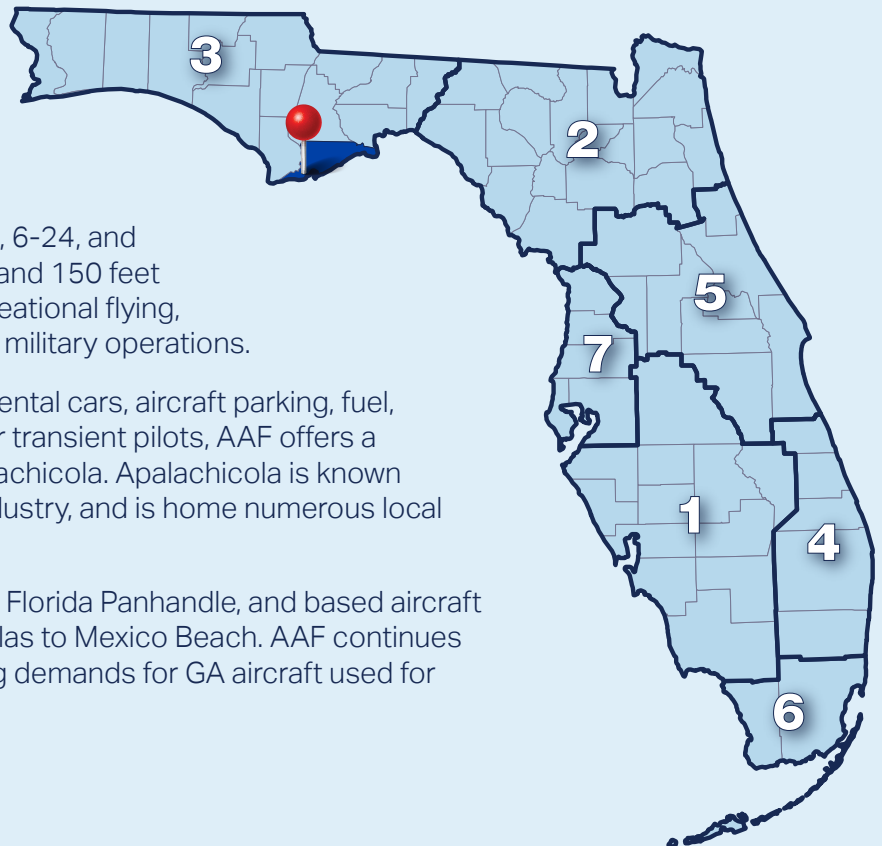 3
2
, 6-24, and
and 150 feet
eational flying,
military operations.
5
7
ental cars, aircraft parking, fuel,
r transient pilots, AAF offers a
achicola. Apalachicola is known
dustry, and is home numerous local
1
4
Florida Panhandle, and based aircraft
las to Mexico Beach. AAF continues
g demands for GA aircraft used for
6